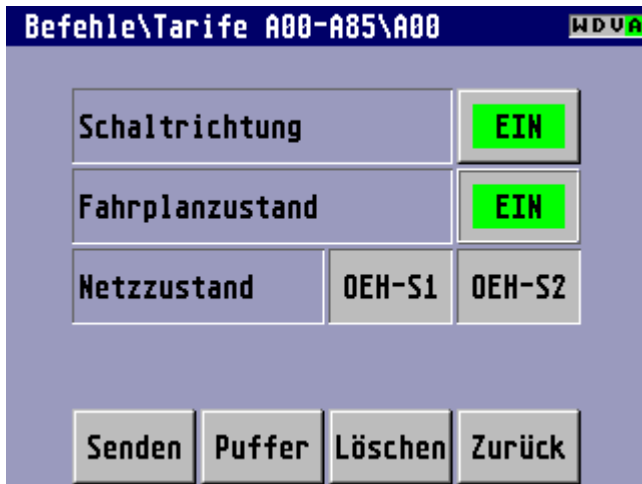 Befehle\Tarife A00-A85\A00 WDVA
Schaltrichtung EIN
Fahrplanzustand EIN
Netzzustand OEH-S1 OEH-S2
Senden Puffer Löschen Zurück